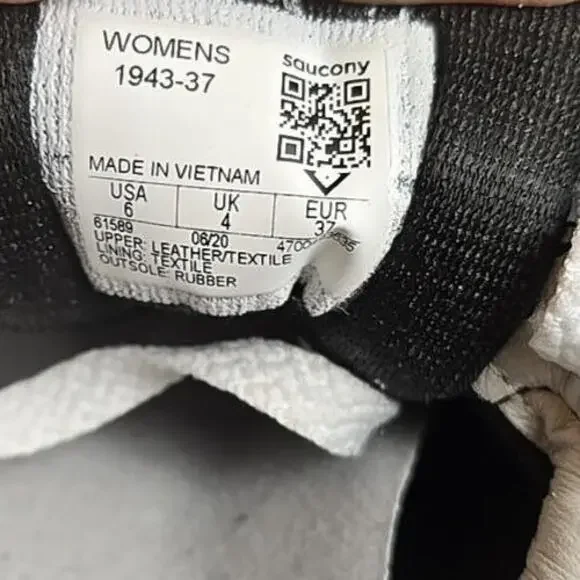 WOMENS
1943-37
saucony
MADE IN VIETNAM
USA UK EUR
6 4 37
61589 06/20
UPPER: LEATHER/TEXTILE
LINING: TEXTILE
OUTSOLE: RUBBER